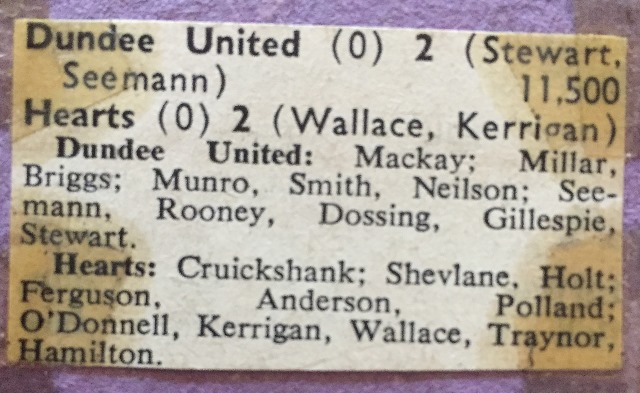 Dundee United (0) 2 (Stewart,
Seemann) 11,500
Hearts (0) 2 (Wallace, Kerrigan)
Dundee United: Mackay; Millar,
Briggs; Munro, Smith, Neilson; See-
mann, Rooney, Dossing, Gillespie,
Stewart.
Hearts: Cruickshank; Shevlane, Holt;
Ferguson, Anderson, Polland;
O'Donnell, Kerrigan, Wallace, Traynor,
Hamilton.